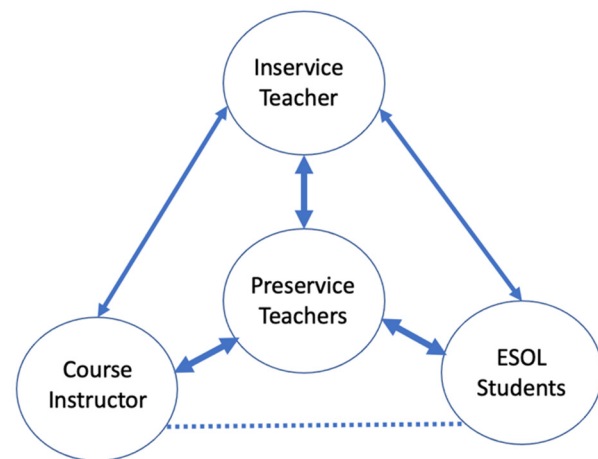 Inservice
Teacher
Preservice
Teachers
Course
Instructor
ESOL
Students